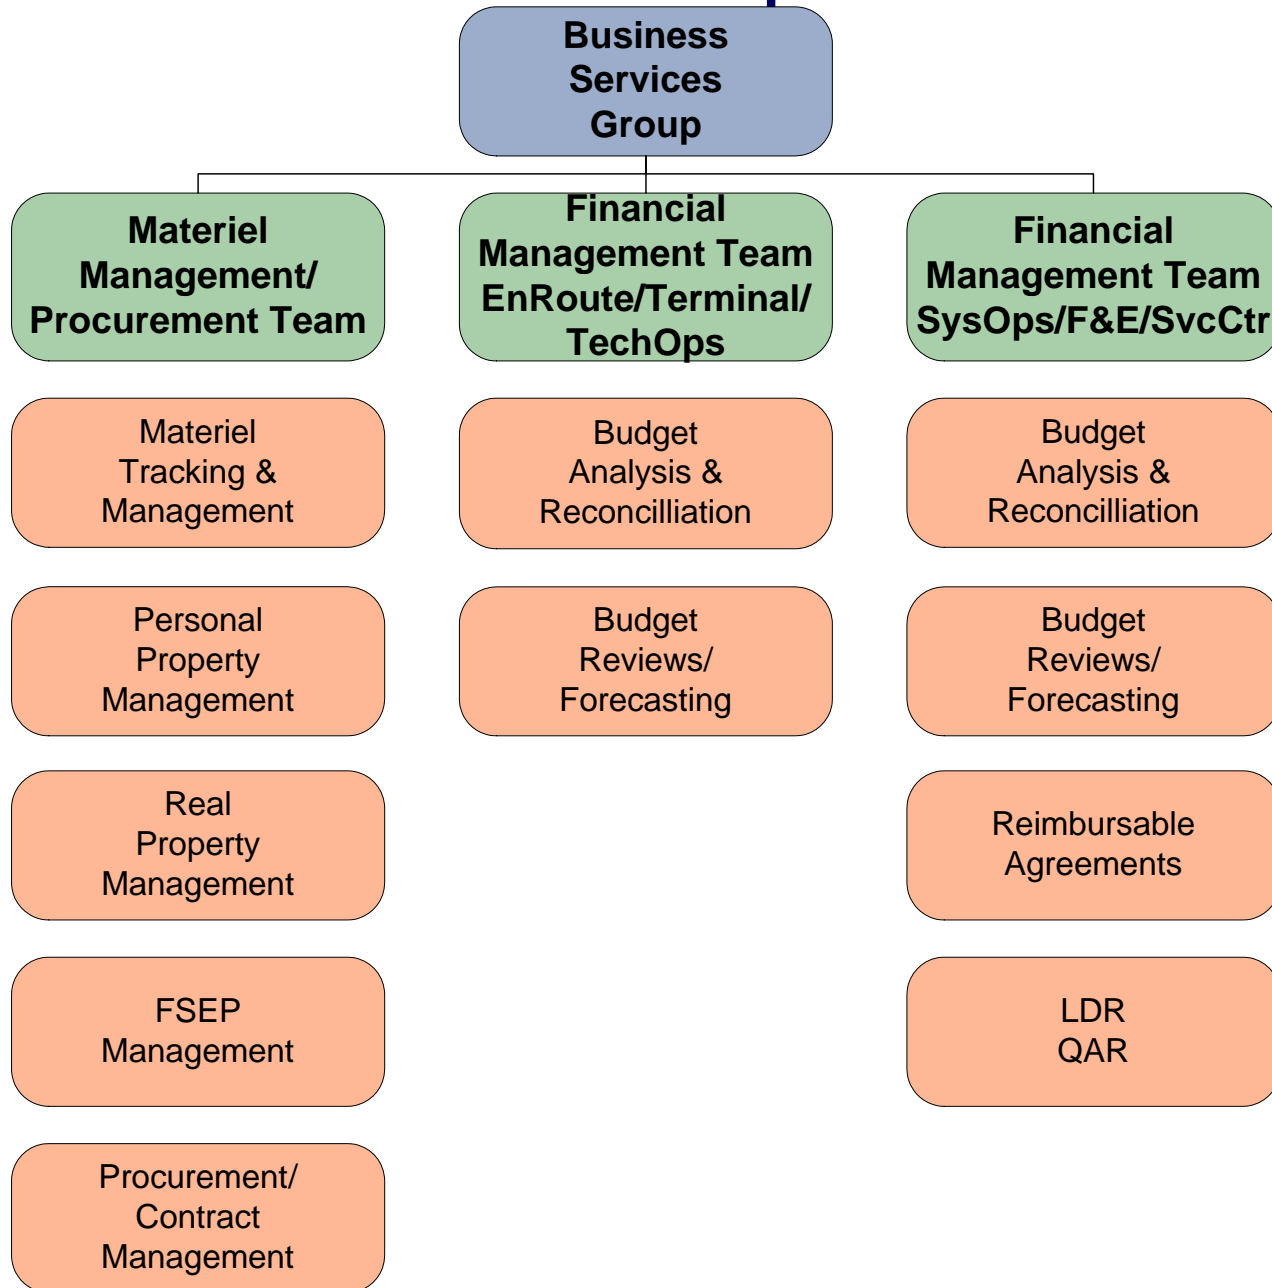 Business
Services
Group
Materiel
Management/
Procurement Team
Financial
Management Team
EnRoute/Terminal/
TechOps
Financial
Management Team
SysOps/F&E/SvcCtr
Materiel
Tracking &
Management
Budget
Analysis &
Reconcilliation
Budget
Analysis &
Reconcilliation
Personal
Property
Management
Budget
Reviews/
Forecasting
Budget
Reviews/
Forecasting
Real
Property
Management
Reimbursable
Agreements
FSEP
Management
LDR
QAR
Procurement/
Contract
Management